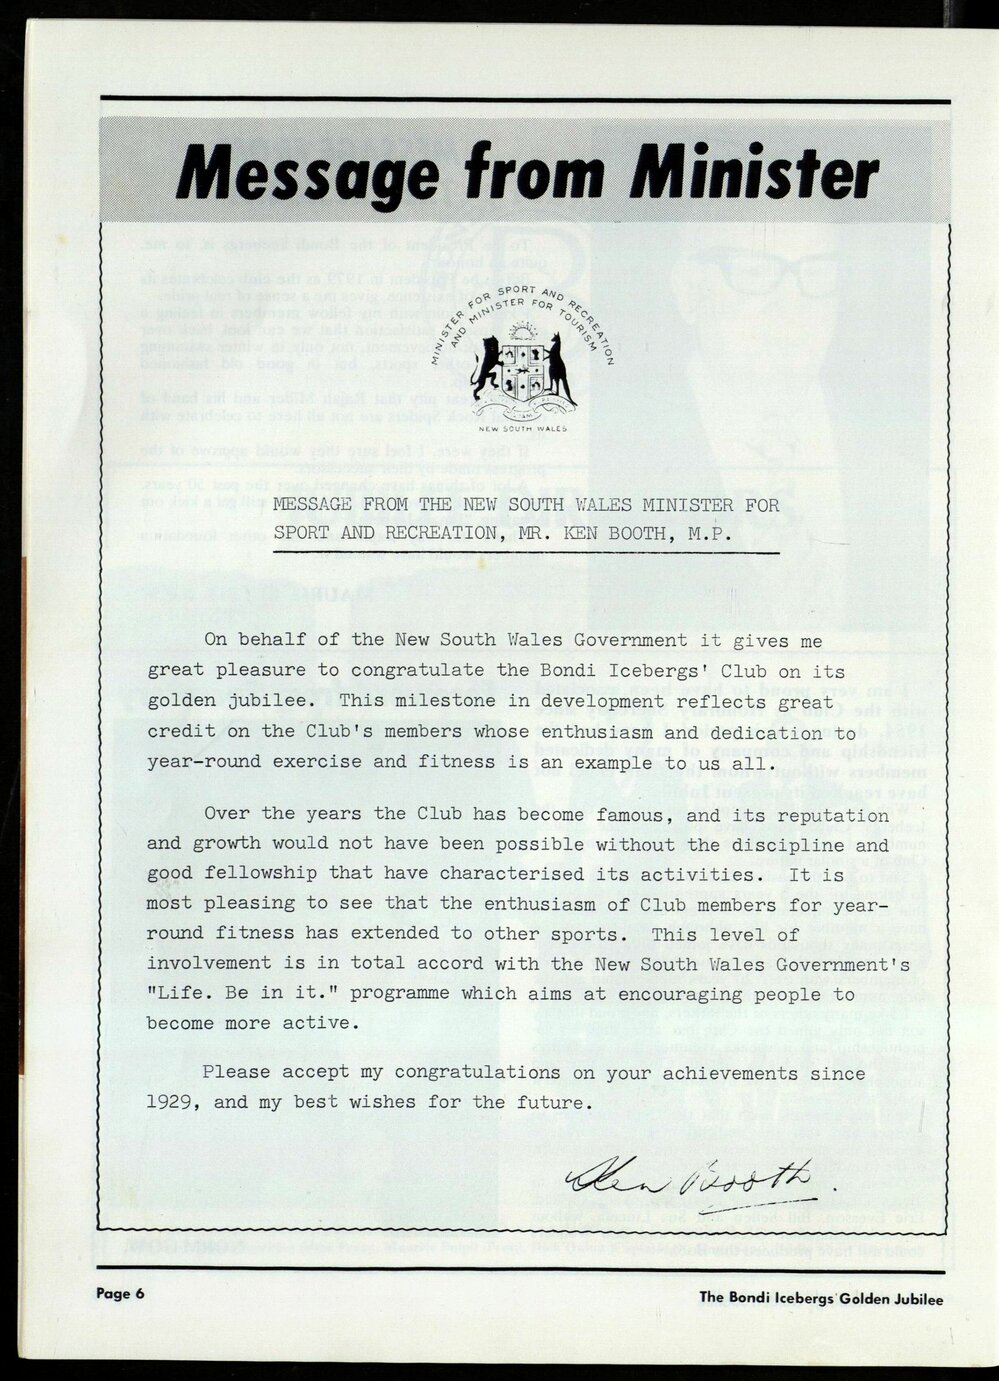 Message from Minister
MINISTER FOR SPORT AND RECREATION
AND MINISTER FOR TOURISM
NEW SOUTH WALES
MESSAGE FROM THE NEW SOUTH WALES MINISTER FOR
SPORT AND RECREATION, MR. KEN BOOTH, M.P.
On behalf of the New South Wales Government it gives me
great pleasure to congratulate the Bondi Icebergs' Club on its
golden jubilee.  This milestone in development reflects great
credit on the Club's members whose enthusiasm and dedication to
year-round exercise and fitness is an example to us all.
Over the years the Club has become famous, and its reputation
and growth would not have been possible without the discipline and
good fellowship that have characterised its activities.  It is
most pleasing to see that the enthusiasm of Club members for year-
round fitness has extended to other sports.  This level of
involvement is in total accord with the New South Wales Government's
"Life. Be in it." programme which aims at encouraging people to
become more active.
Please accept my congratulations on your achievements since
1929, and my best wishes for the future.
Ken Booth.
Page 6
The Bondi Icebergs' Golden Jubilee